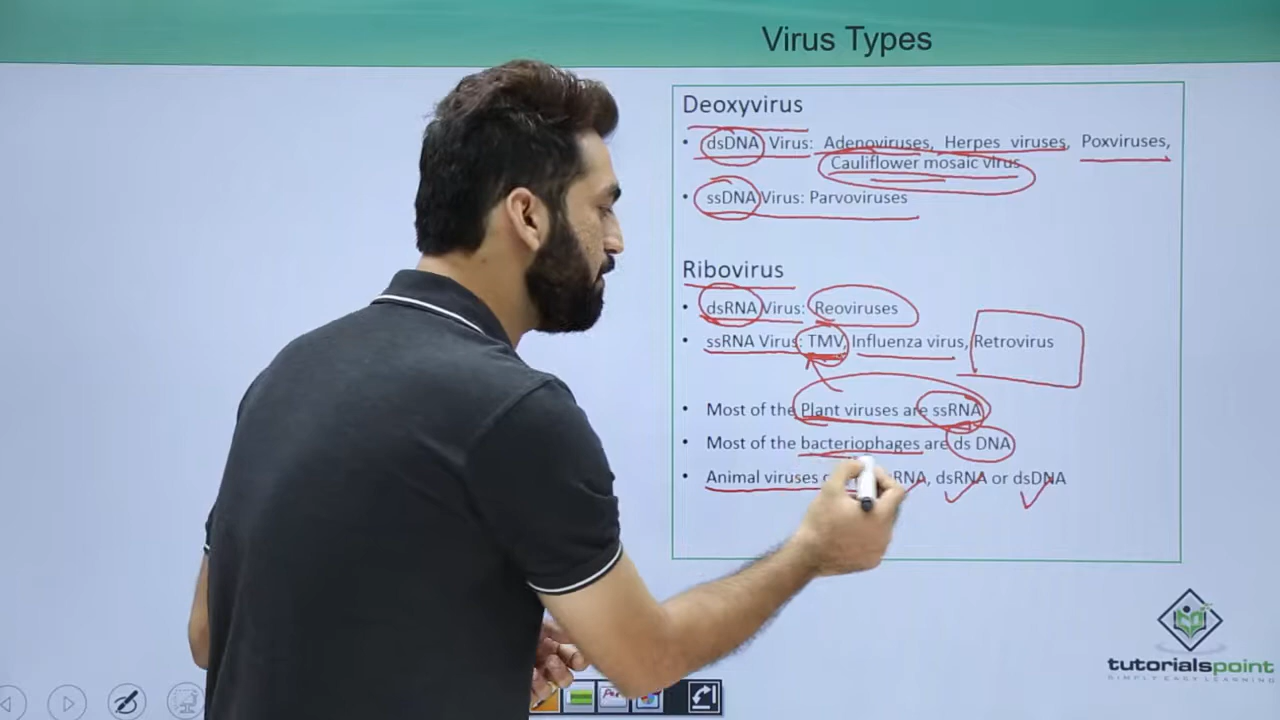 Virus Types
Deoxyvirus
• dsDNA Virus: Adenoviruses, Herpes viruses, Poxviruses,
Cauliflower mosaic virus
• ssDNA Virus: Parvoviruses
Ribovirus
• dsRNA Virus: Reoviruses
• ssRNA Virus: TMV, Influenza virus, Retrovirus
• Most of the Plant viruses are ssRNA
• Most of the bacteriophages are ds DNA
• Animal viruses dsRNA or dsDNA
tutorialspoint
SIMPLY EASY LEARNING